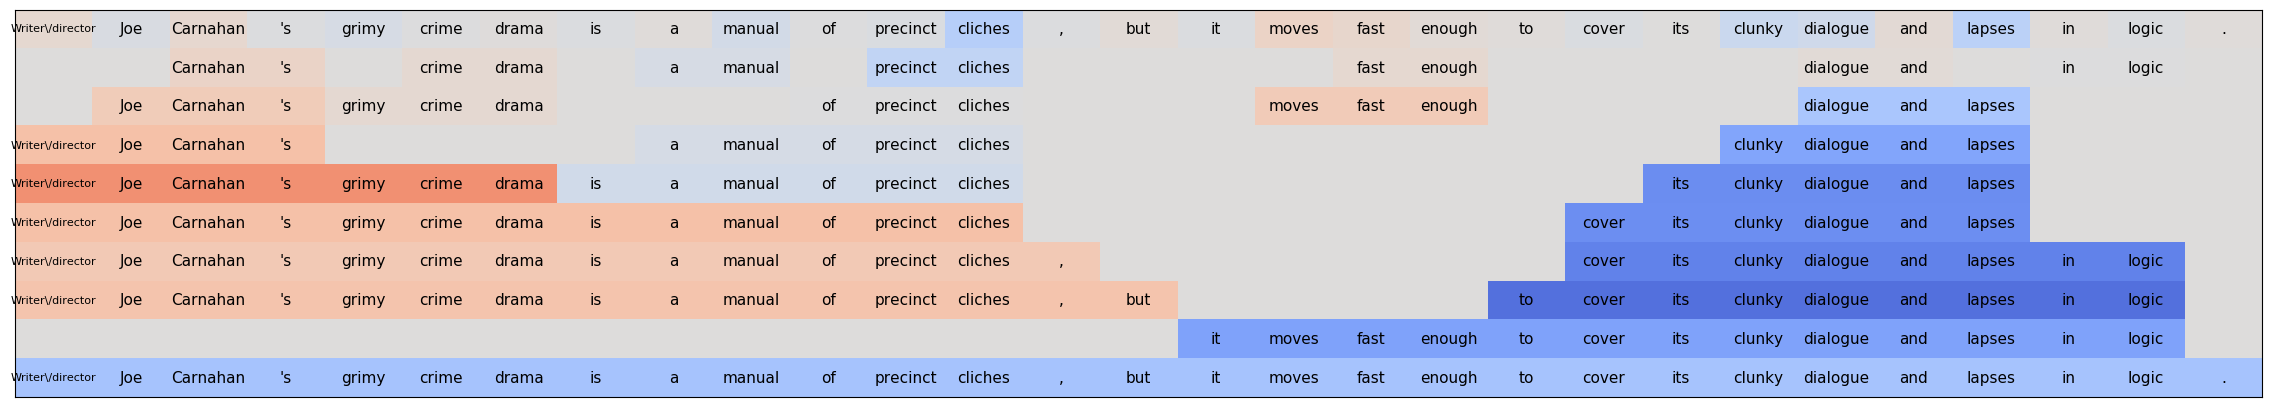 Writer\/director Joe Carnahan 's grimy crime drama is a manual of precinct cliches , but it moves fast enough to cover its clunky dialogue and lapses in logic .
Carnahan 's crime drama a manual precinct cliches fast enough dialogue and in logic
Joe Carnahan 's grimy crime drama of precinct cliches moves fast enough dialogue and lapses
Writer\/director Joe Carnahan 's a manual of precinct cliches clunky dialogue and lapses
Writer\/director Joe Carnahan 's grimy crime drama is a manual of precinct cliches its clunky dialogue and lapses
Writer\/director Joe Carnahan 's grimy crime drama is a manual of precinct cliches cover its clunky dialogue and lapses
Writer\/director Joe Carnahan 's grimy crime drama is a manual of precinct cliches , cover its clunky dialogue and lapses in logic
Writer\/director Joe Carnahan 's grimy crime drama is a manual of precinct cliches , but to cover its clunky dialogue and lapses in logic
it moves fast enough to cover its clunky dialogue and lapses in logic
Writer\/director Joe Carnahan 's grimy crime drama is a manual of precinct cliches , but it moves fast enough to cover its clunky dialogue and lapses in logic .